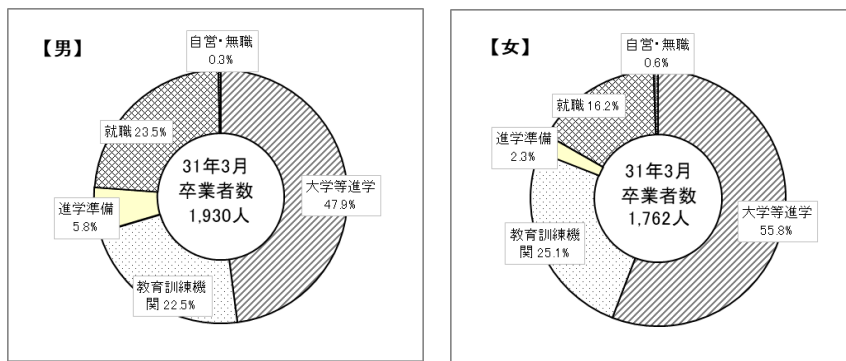 【男】
自営・無職
0.3%
就職 23.5%
31年3月
卒業者数
1,930人
大学等進学
47.9%
進学準備
5.8%
教育訓練機
関 22.5%
【女】
自営・無職
0.6%
就職 16.2%
進学準備
2.3%
31年3月
卒業者数
1,762人
大学等進学
55.8%
教育訓練機
関 25.1%